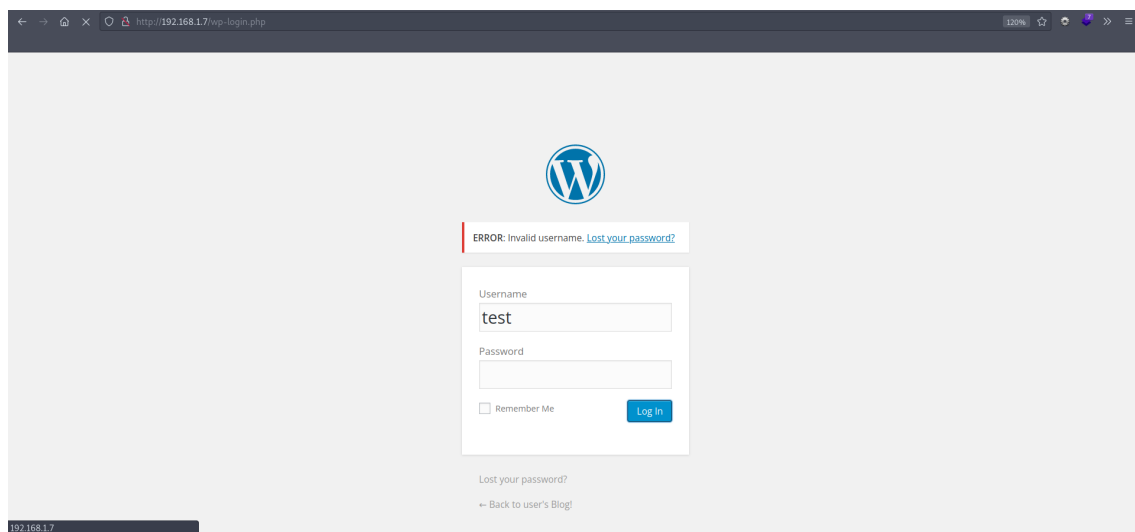 http://192.168.1.7/wp-login.php
120%
7
ERROR: Invalid username. Lost your password?
Username
test
Password
Remember Me
Log In
Lost your password?
← Back to user's Blog!
192.168.1.7